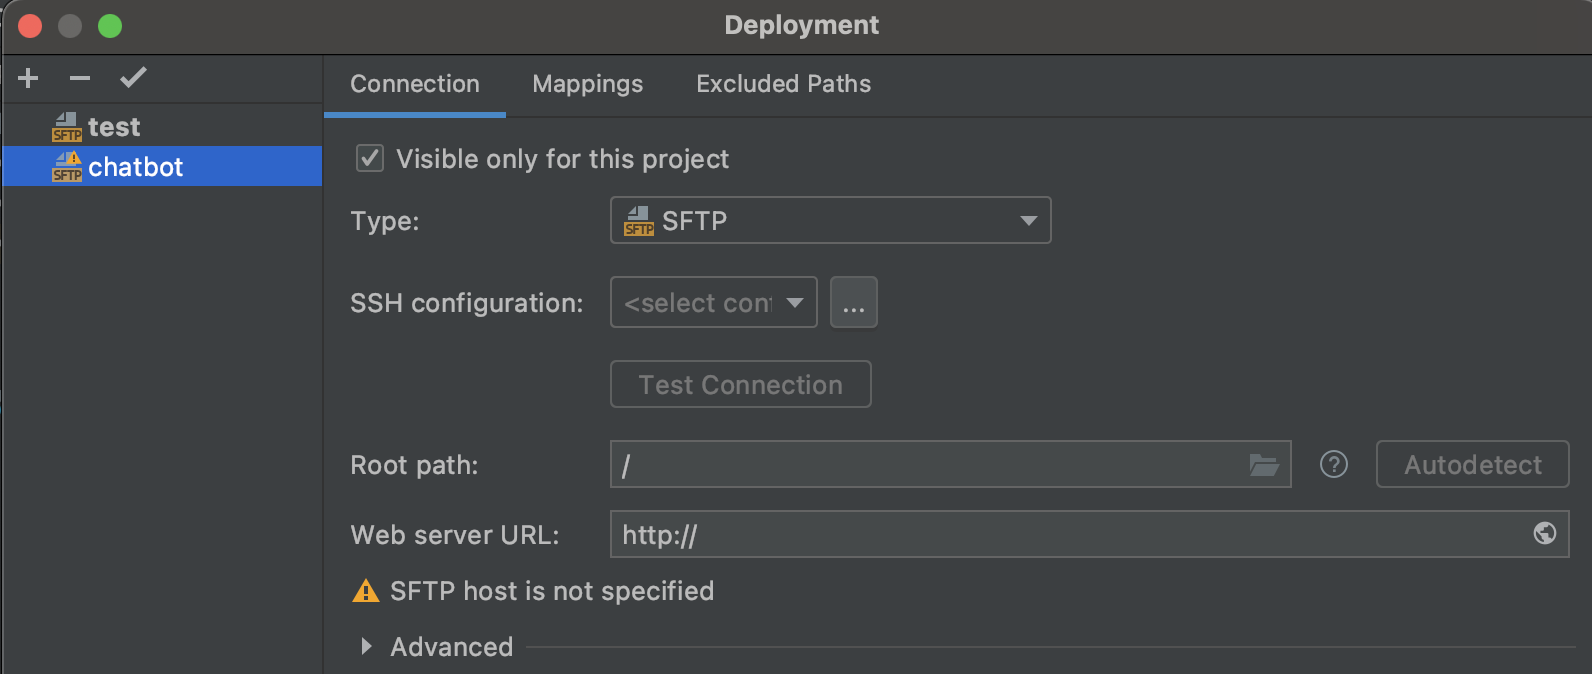 Deployment
Connection Mappings Excluded Paths
SFTP test
SFTP chatbot
Visible only for this project
Type: SFTP SFTP
SSH configuration: <select con ...
Test Connection
Root path: / ? Autodetect
Web server URL: http://
SFTP host is not specified
Advanced